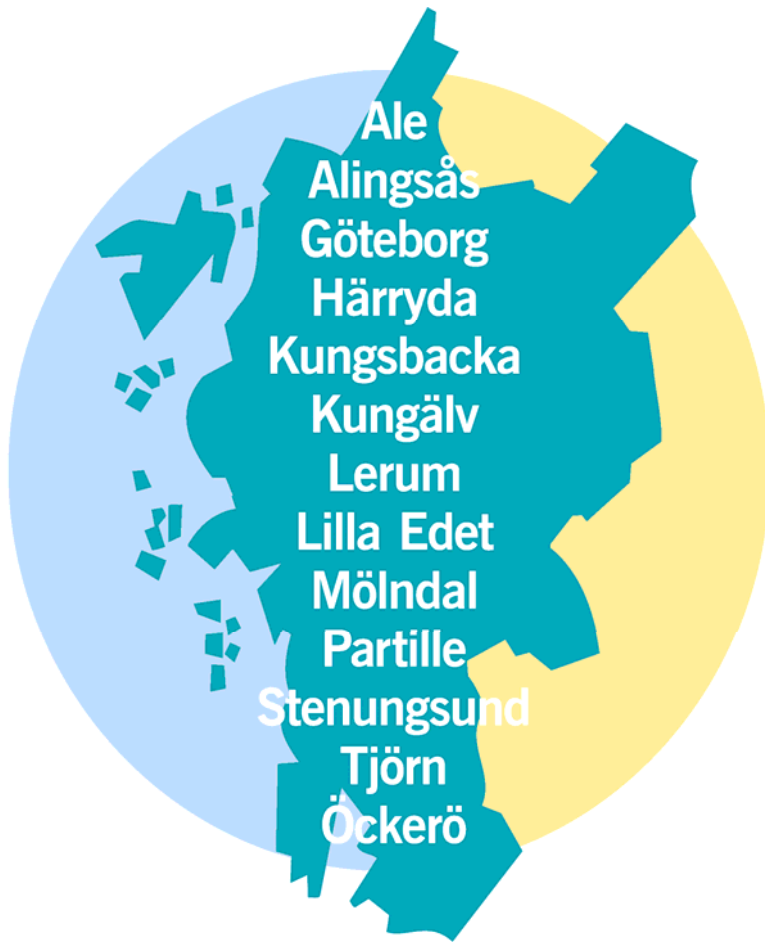 Ale
Alingsås
Göteborg
Härryda
Kungsbacka
Kungälv
Lerum
Lilla Edet
Mölndal
Partille
Stenungsund
Tjörn
Öckerö